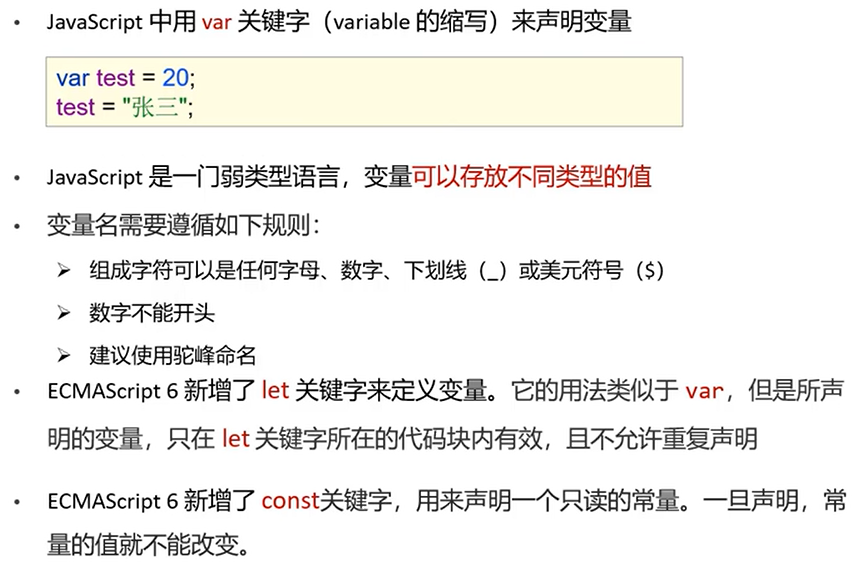 • JavaScript 中用 var 关键字（variable 的缩写）来声明变量
var test = 20;
test = "张三";
• JavaScript 是一门弱类型语言，变量可以存放不同类型的值
• 变量名需要遵循如下规则：
➢ 组成字符可以是任何字母、数字、下划线（_）或美元符号（$）
➢ 数字不能开头
➢ 建议使用驼峰命名
• ECMAScript 6 新增了 let 关键字来定义变量。它的用法类似于 var，但是所声
明的变量，只在 let 关键字所在的代码块内有效，且不允许重复声明
• ECMAScript 6 新增了 const关键字，用来声明一个只读的常量。一旦声明，常
量的值就不能改变。